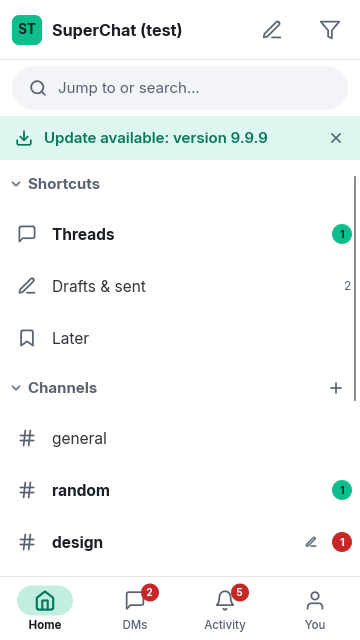 ST SuperChat (test)
Jump to or search...
Update available: version 9.9.9
Shortcuts
Threads 1
Drafts & sent 2
Later
Channels
general
random 1
design 1
2 5
Home DMs Activity You